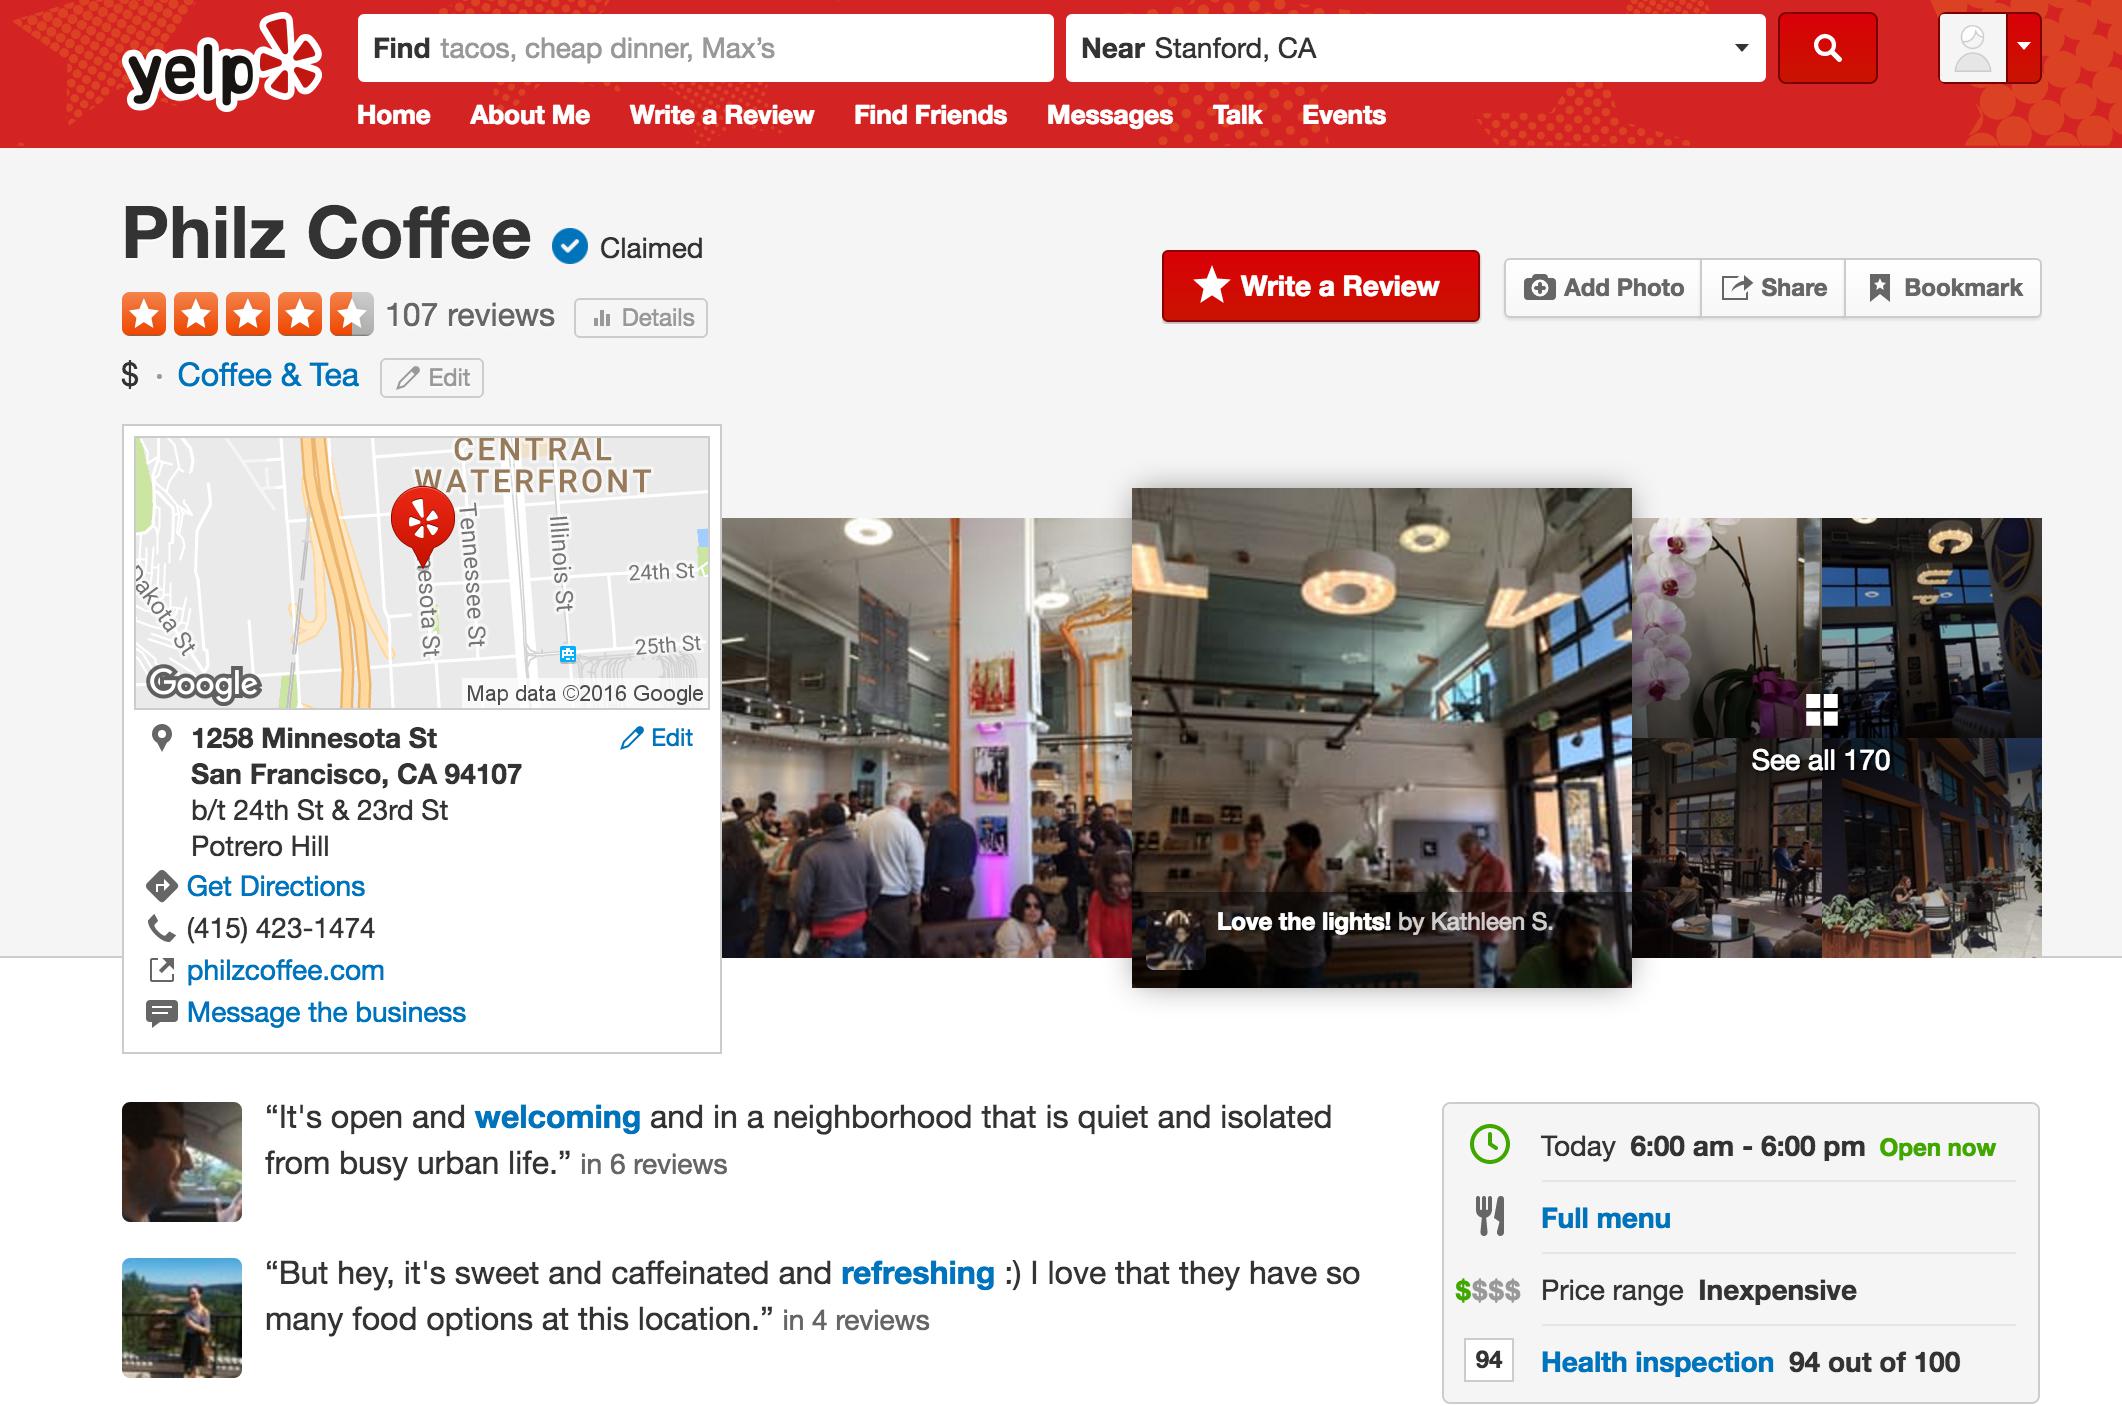 yelp
Find tacos, cheap dinner, Max's
Near Stanford, CA
Home About Me Write a Review Find Friends Messages Talk Events
Philz Coffee Claimed
107 reviews Details
$ · Coffee & Tea Edit
Write a Review Add Photo Share Bookmark
CENTRAL
WATERFRONT
Tennessee St
Illinois St
esota St
Dakota St
24th St
25th St
Google
Map data ©2016 Google
1258 Minnesota St Edit
San Francisco, CA 94107
b/t 24th St & 23rd St
Potrero Hill
Get Directions
(415) 423-1474
philzcoffee.com
Message the business
Love the lights! by Kathleen S.
See all 170
“It's open and welcoming and in a neighborhood that is quiet and isolated
from busy urban life.” in 6 reviews
“But hey, it's sweet and caffeinated and refreshing :) I love that they have so
many food options at this location.” in 4 reviews
Today 6:00 am - 6:00 pm Open now
Full menu
$$$$ Price range Inexpensive
94 Health inspection 94 out of 100